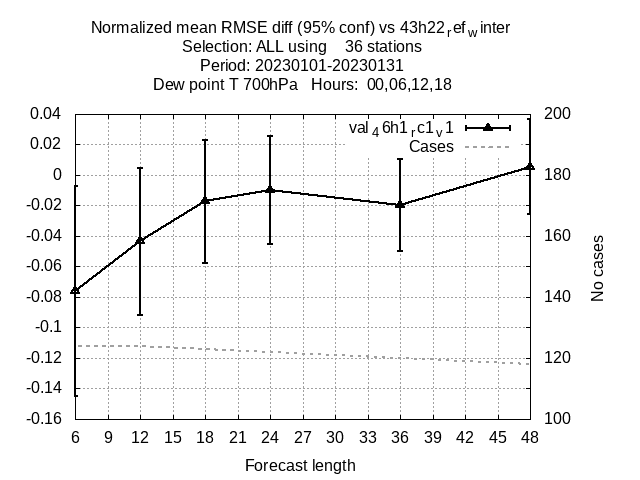 Normalized mean RMSE diff (95% conf) vs 43h22refwinter
Selection: ALL using    36 stations
Period: 20230101-20230131
Dew point T 700hPa   Hours:  00,06,12,18
val46h1rc1v1
Cases
0.04
0.02
0
-0.02
-0.04
-0.06
-0.08
-0.1
-0.12
-0.14
-0.16
200
180
160
140
120
100
No cases
6 9 12 15 18 21 24 27 30 33 36 39 42 45 48
Forecast length